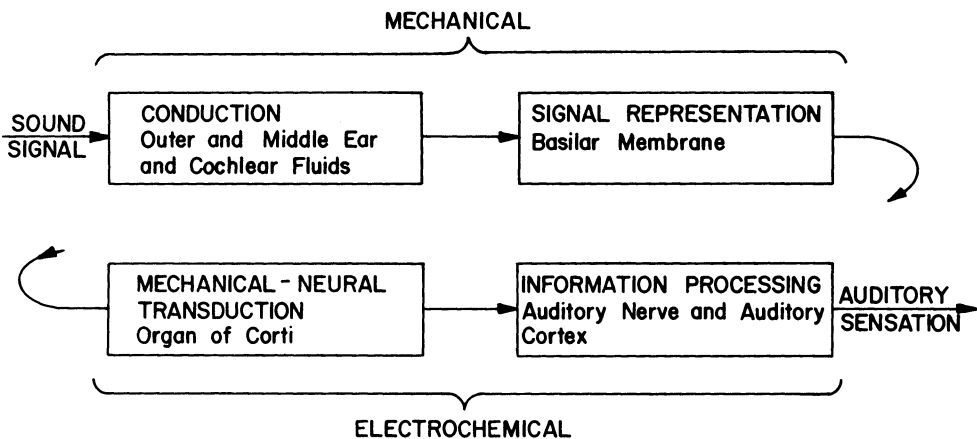 MECHANICAL
SOUND
SIGNAL
CONDUCTION
Outer and Middle Ear
and Cochlear Fluids
SIGNAL REPRESENTATION
Basilar Membrane
MECHANICAL-NEURAL
TRANSDUCTION
Organ of Corti
INFORMATION PROCESSING
Auditory Nerve and Auditory
Cortex
AUDITORY
SENSATION
ELECTROCHEMICAL